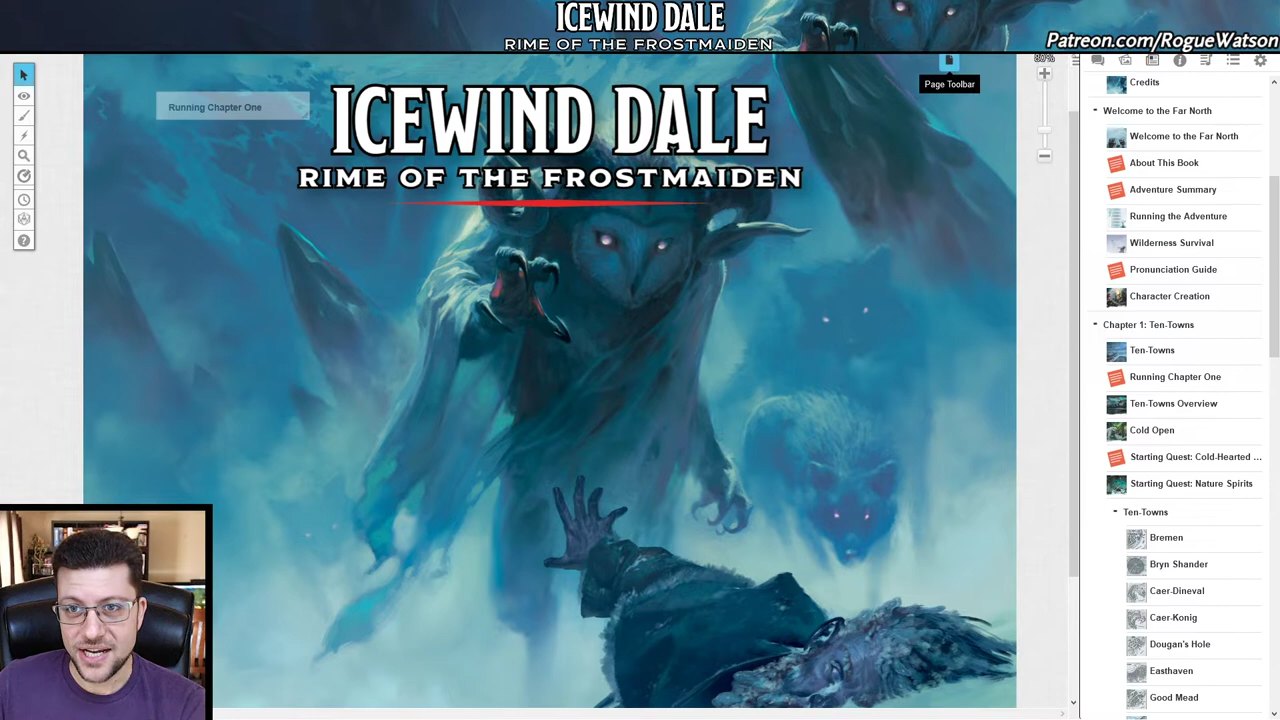 ICEWIND DALE
RIME OF THE FROSTMAIDEN
Patreon.com/RogueWatson
80%
Page Toolbar
Running Chapter One
ICEWIND DALE
RIME OF THE FROSTMAIDEN
Credits
Welcome to the Far North
Welcome to the Far North
About This Book
Adventure Summary
Running the Adventure
Wilderness Survival
Pronunciation Guide
Character Creation
Chapter 1: Ten-Towns
Ten-Towns
Running Chapter One
Ten-Towns Overview
Cold Open
Starting Quest: Cold-Hearted ...
Starting Quest: Nature Spirits
Ten-Towns
Bremen
Bryn Shander
Caer-Dineval
Caer-Konig
Dougan's Hole
Easthaven
Good Mead